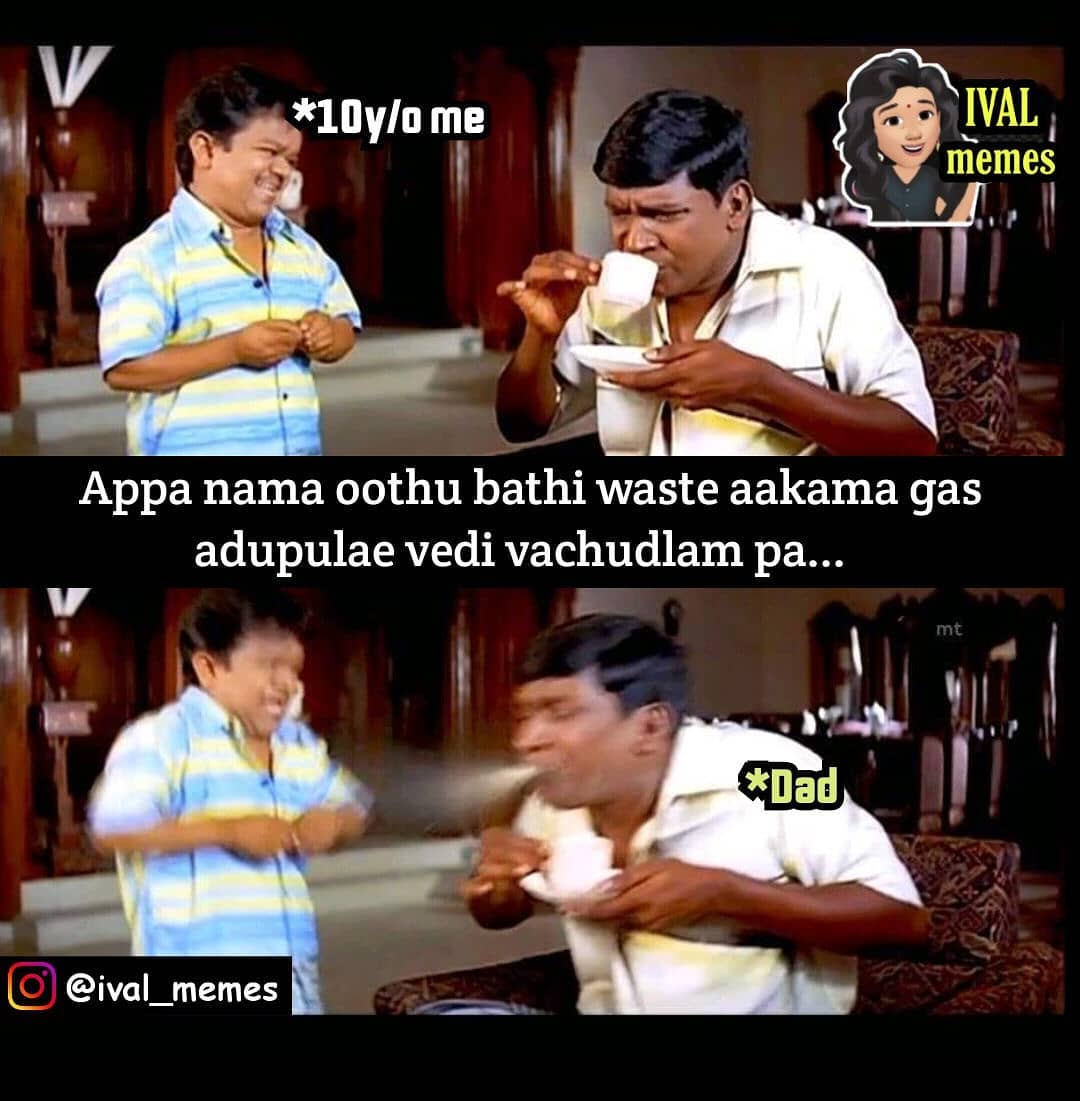 *10y/o me
IVAL
memes
Appa nama oothu bathi waste aakama gas
adupulae vedi vachudlam pa...
mt
*Dad
@ival_memes